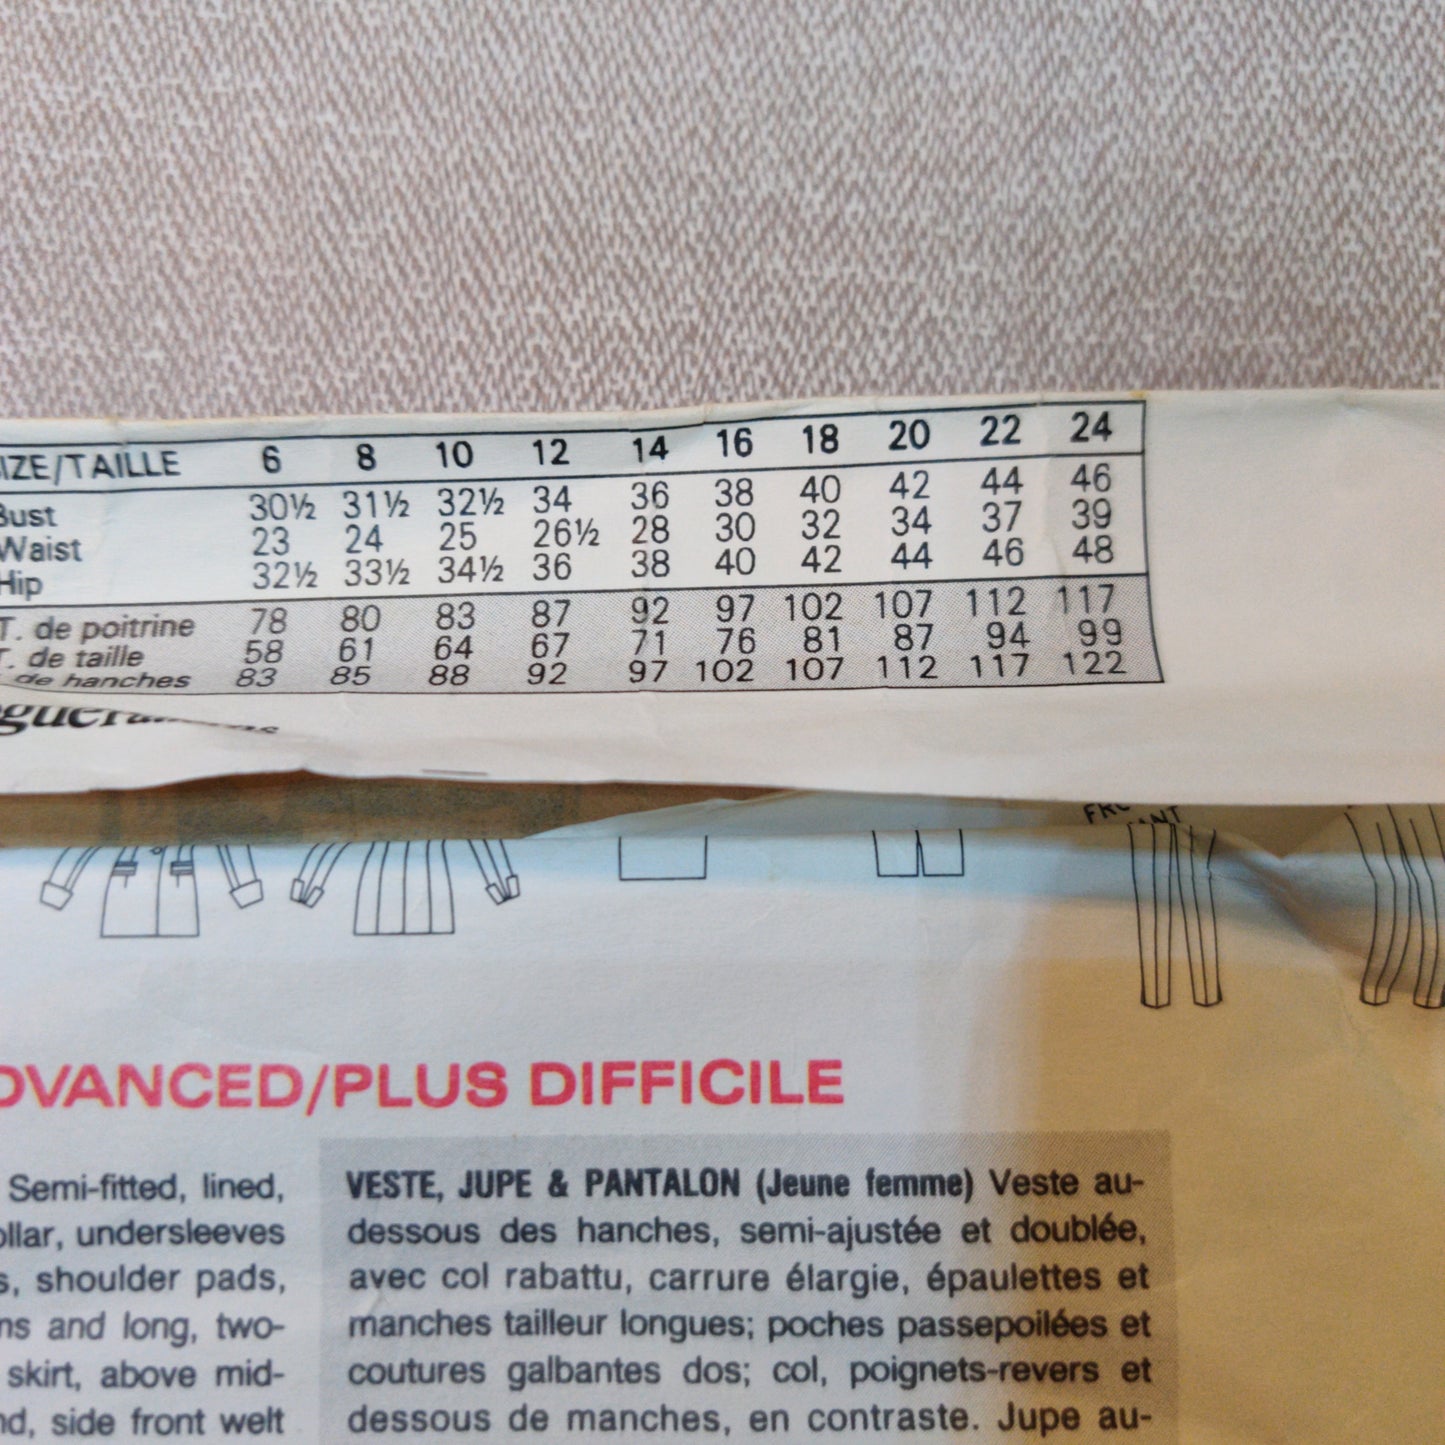 IZE/TAILLE 6 8 10 12 14 16 18 20 22 24
Bust 30½ 31½ 32½ 34 36 38 40 42 44 46
Waist 23 24 25 26½ 28 30 32 34 37 39
Hip 32½ 33½ 34½ 36 38 40 42 44 46 48
T. de poitrine 78 80 83 87 92 97 102 107 112 117
T. de taille 58 61 64 67 71 76 81 87 94 99
de hanches 83 85 88 92 97 102 107 112 117 122
DVANCED/PLUS DIFFICILE
Semi-fitted, lined,
ollar, undersleeves
s, shoulder pads,
ns and long, two-
skirt, above mid-
nd, side front welt
VESTE, JUPE & PANTALON (Jeune femme) Veste au-
dessous des hanches, semi-ajustée et doublée,
avec col rabattu, carrure élargie, épaulettes et
manches tailleur longues; poches passepoilées et
coutures galbantes dos; col, poignets-revers et
dessous de manches, en contraste. Jupe au-